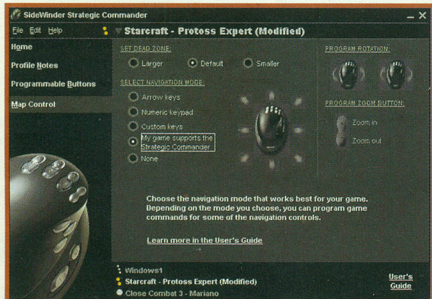 SideWinder Strategic Commander
File Edit Help
Starcraft - Protoss Expert (Modified)
Home
Profile Notes
Programmable Buttons
Map Control
SET DEAD ZONE:
Larger
Default
Smaller
SELECT NAVIGATION MODE:
Arrow keys
Numeric keypad
Custom keys
My game supports the
Strategic Commander
None
PROGRAM ROTATION:
PROGRAM ZOOM BUTTON:
Zoom in
Zoom out
Choose the navigation mode that works best for your game.
Depending on the mode you choose, you can program game
commands for some of the navigation controls.
Learn more in the User's Guide
Windows1
Starcraft - Protoss Expert (Modified)
Close Combat 3 - Mariano
User's
Guide